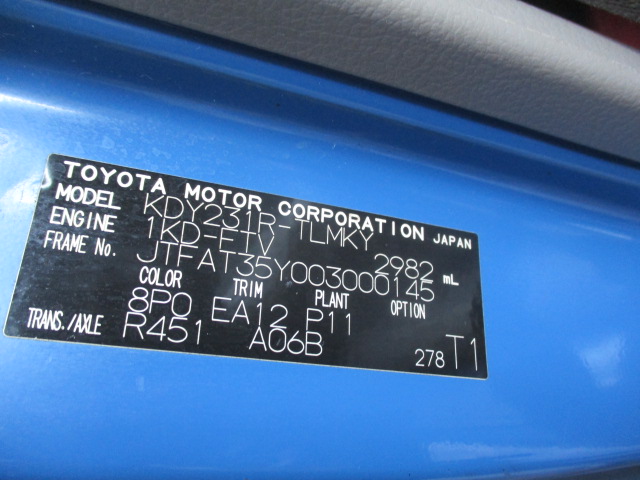 TOYOTA MOTOR CORPORATION JAPAN
MODEL KDY231R-TLMKY
ENGINE 1KD-FTV 2982 mL
FRAME No. JTFAT35Y003000145
COLOR TRIM PLANT OPTION
8P0 EA12 P11
TRANS./AXLE R451 A06B
278 T1